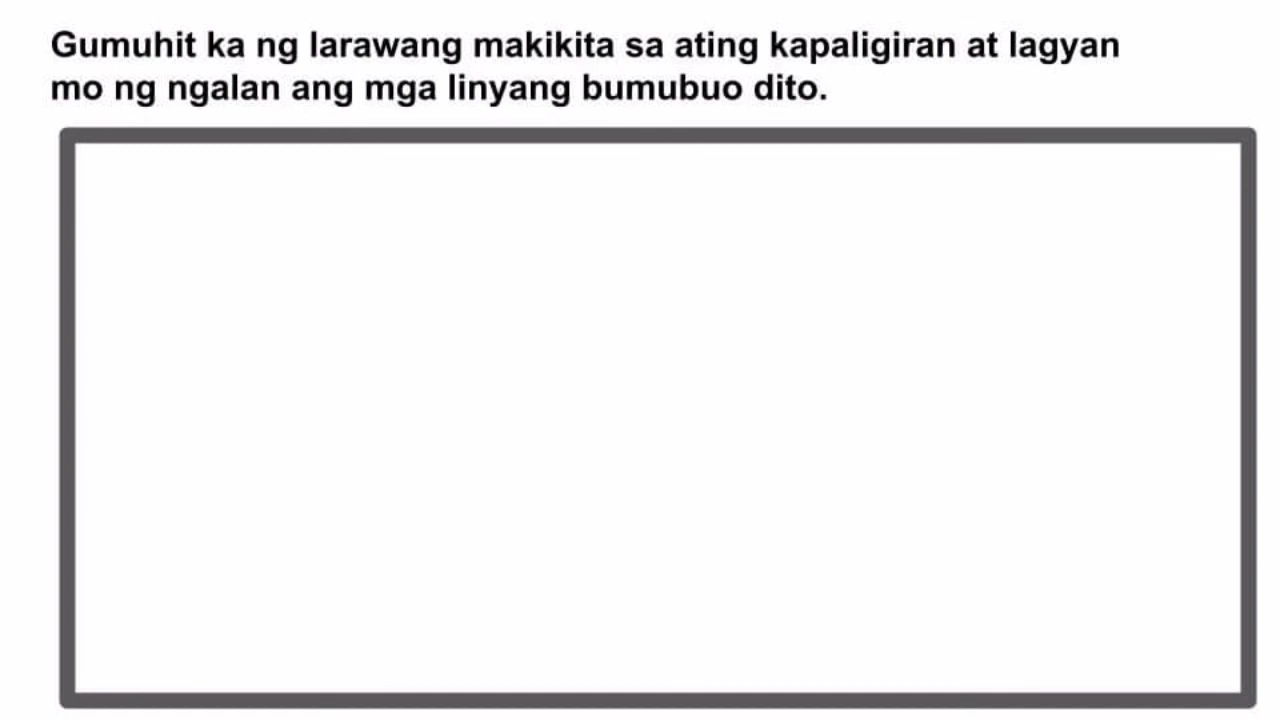 Gumuhit ka ng larawang makikita sa ating kapaligiran at lagyan
mo ng ngalan ang mga linyang bumubuo dito.